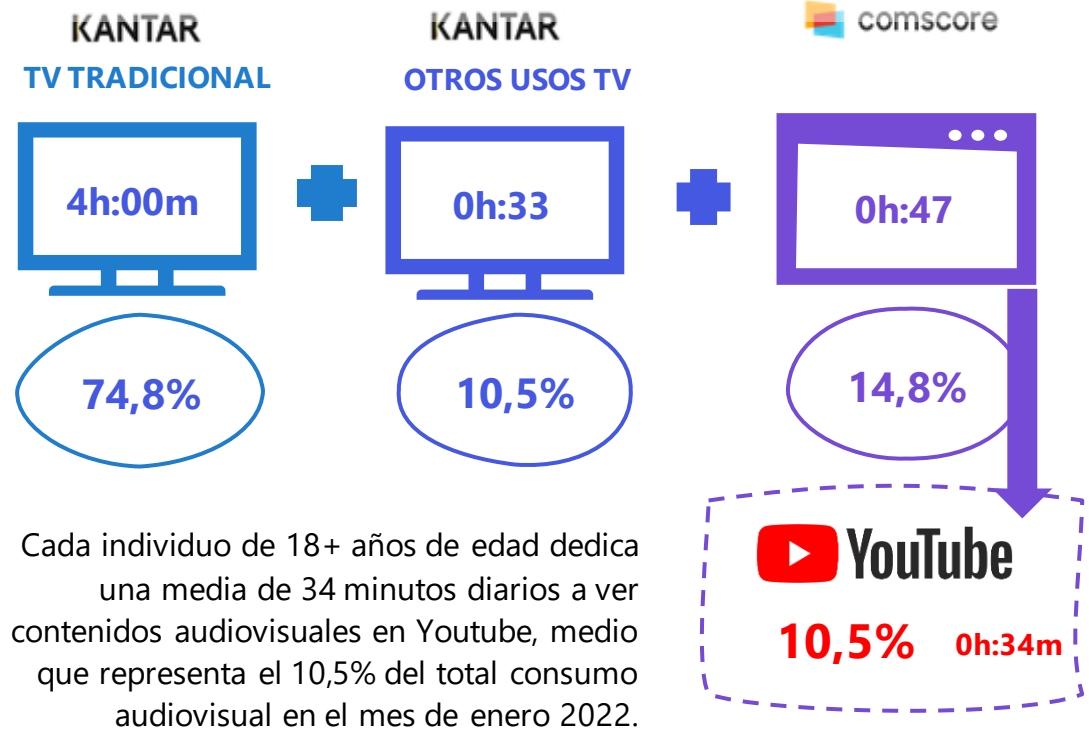 KANTAR
TV TRADICIONAL
4h:00m
74,8%
KANTAR
OTROS USOS TV
0h:33
10,5%
comscore
0h:47
14,8%
YouTube
10,5% 0h:34m
Cada individuo de 18+ años de edad dedica
una media de 34 minutos diarios a ver
contenidos audiovisuales en Youtube, medio
que representa el 10,5% del total consumo
audiovisual en el mes de enero 2022.